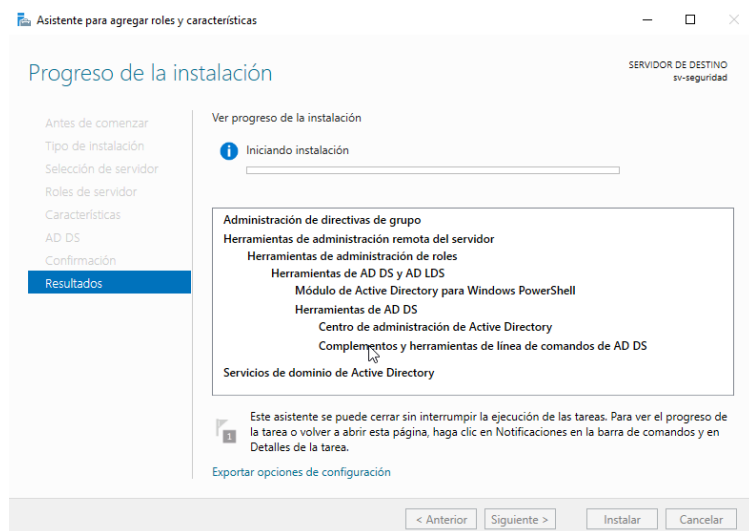 Asistente para agregar roles y características
Progreso de la instalación
SERVIDOR DE DESTINO
sv-seguridad
Antes de comenzar
Tipo de instalación
Selección de servidor
Roles de servidor
Características
AD DS
Confirmación
Resultados
Ver progreso de la instalación
Iniciando instalación
Administración de directivas de grupo
Herramientas de administración remota del servidor
Herramientas de administración de roles
Herramientas de AD DS y AD LDS
Módulo de Active Directory para Windows PowerShell
Herramientas de AD DS
Centro de administración de Active Directory
Complementos y herramientas de línea de comandos de AD DS
Servicios de dominio de Active Directory
1
Este asistente se puede cerrar sin interrumpir la ejecución de las tareas. Para ver el progreso de
la tarea o volver a abrir esta página, haga clic en Notificaciones en la barra de comandos y en
Detalles de la tarea.
Exportar opciones de configuración
< Anterior
Siguiente >
Instalar
Cancelar